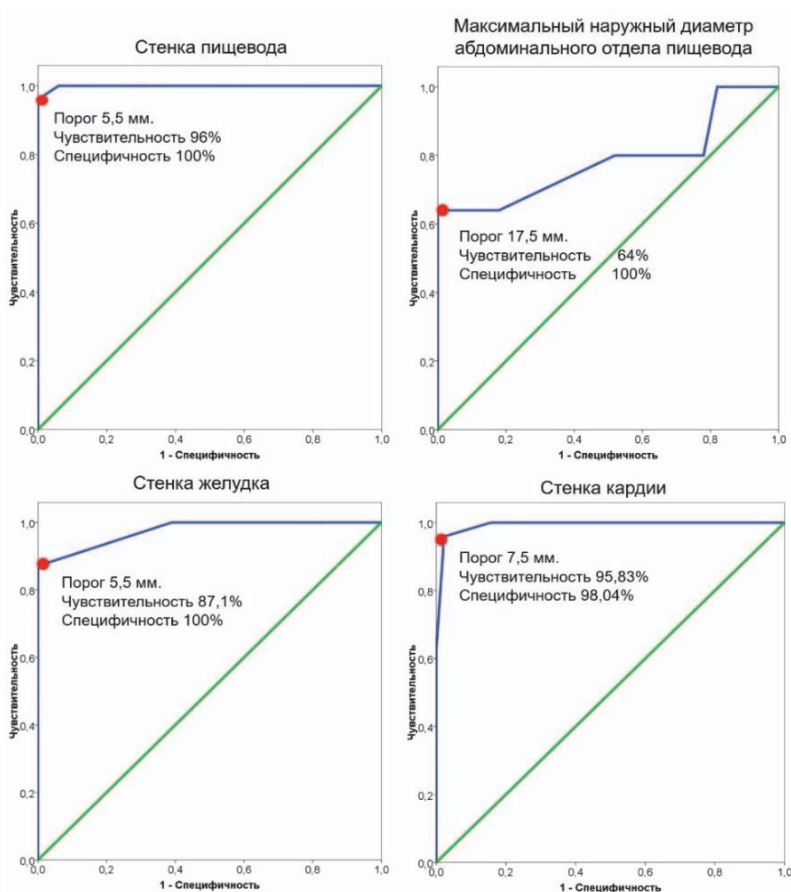 Стенка пищевода
1,0
0,8
0,6
0,4
0,2
0,0
Чувствительность
Порог 5,5 мм.
Чувствительность 96%
Специфичность 100%
0,0
0,2
0,4
0,6
0,8
1,0
1 - Специфичность
Максимальный наружный диаметр
абдоминального отдела пищевода
1,0
0,8
0,6
0,4
0,2
0,0
Чувствительность
Порог 17,5 мм.
Чувствительность 64%
Специфичность 100%
0,0
0,2
0,4
0,6
0,8
1,0
1 - Специфичность
Стенка желудка
1,0
0,8
0,6
0,4
0,2
0,0
Чувствительность
Порог 5,5 мм.
Чувствительность 87,1%
Специфичность 100%
0,0
0,2
0,4
0,6
0,8
1,0
1 - Специфичность
Стенка кардии
1,0
0,8
0,6
0,4
0,2
0,0
Чувствительность
Порог 7,5 мм.
Чувствительность 95,83%
Специфичность 98,04%
0,0
0,2
0,4
0,6
0,8
1,0
1 - Специфичность